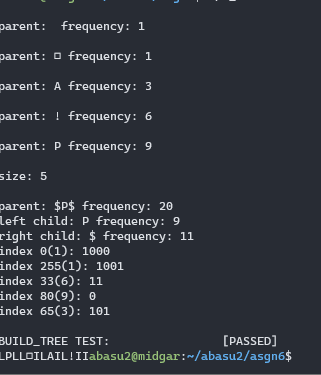 parent:  frequency: 1
parent: □ frequency: 1
parent: A frequency: 3
parent: ! frequency: 6
parent: P frequency: 9
size: 5
parent: $P$ frequency: 20
left child: P frequency: 9
right child: $ frequency: 11
index 0(1): 1000
index 255(1): 1001
index 33(6): 11
index 80(9): 0
index 65(3): 101
BUILD_TREE TEST: [PASSED]
LPLL□ILAIL!IIabasu2@midgar:~/abasu2/asgn6$